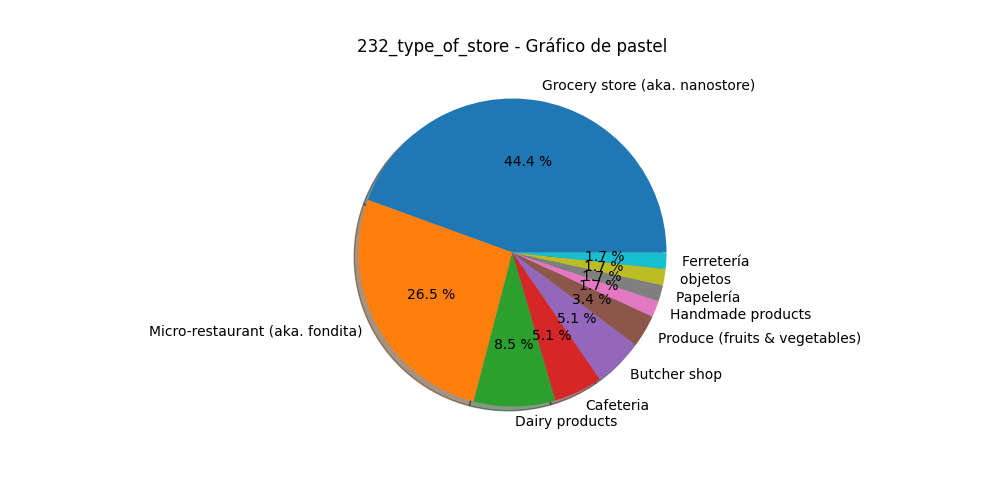 232_type_of_store - Gráfico de pastel
Grocery store (aka. nanostore)
44.4 %
Micro-restaurant (aka. fondita)
26.5 %
Dairy products
8.5 %
Cafeteria
5.1 %
Butcher shop
5.1 %
Produce (fruits & vegetables)
3.4 %
Handmade products
1.7 %
Papelería
1.7 %
objetos
1.7 %
Ferretería
1.7 %